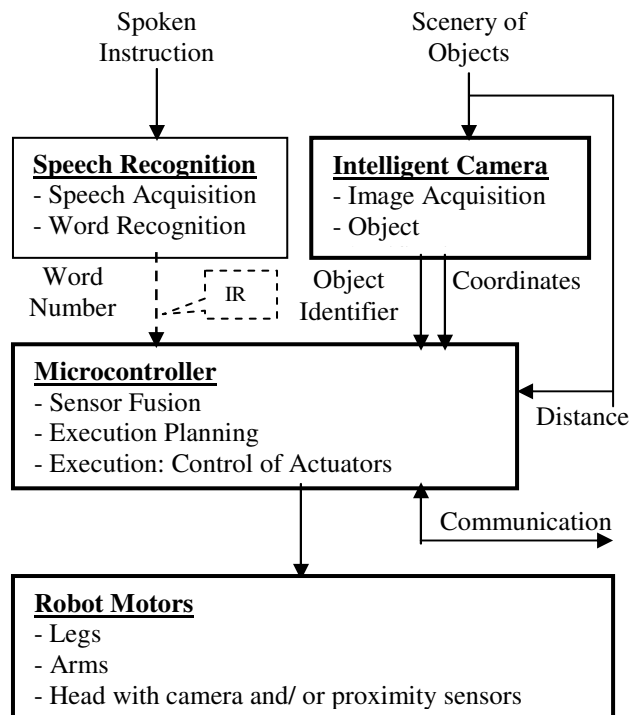 Spoken
Instruction
Scenery of
Objects
Speech Recognition
- Speech Acquisition
- Word Recognition
Intelligent Camera
- Image Acquisition
- Object
Word
Number
IR
Object
Identifier
Coordinates
Microcontroller
- Sensor Fusion
- Execution Planning
- Execution: Control of Actuators
Distance
Communication
Robot Motors
- Legs
- Arms
- Head with camera and/ or proximity sensors